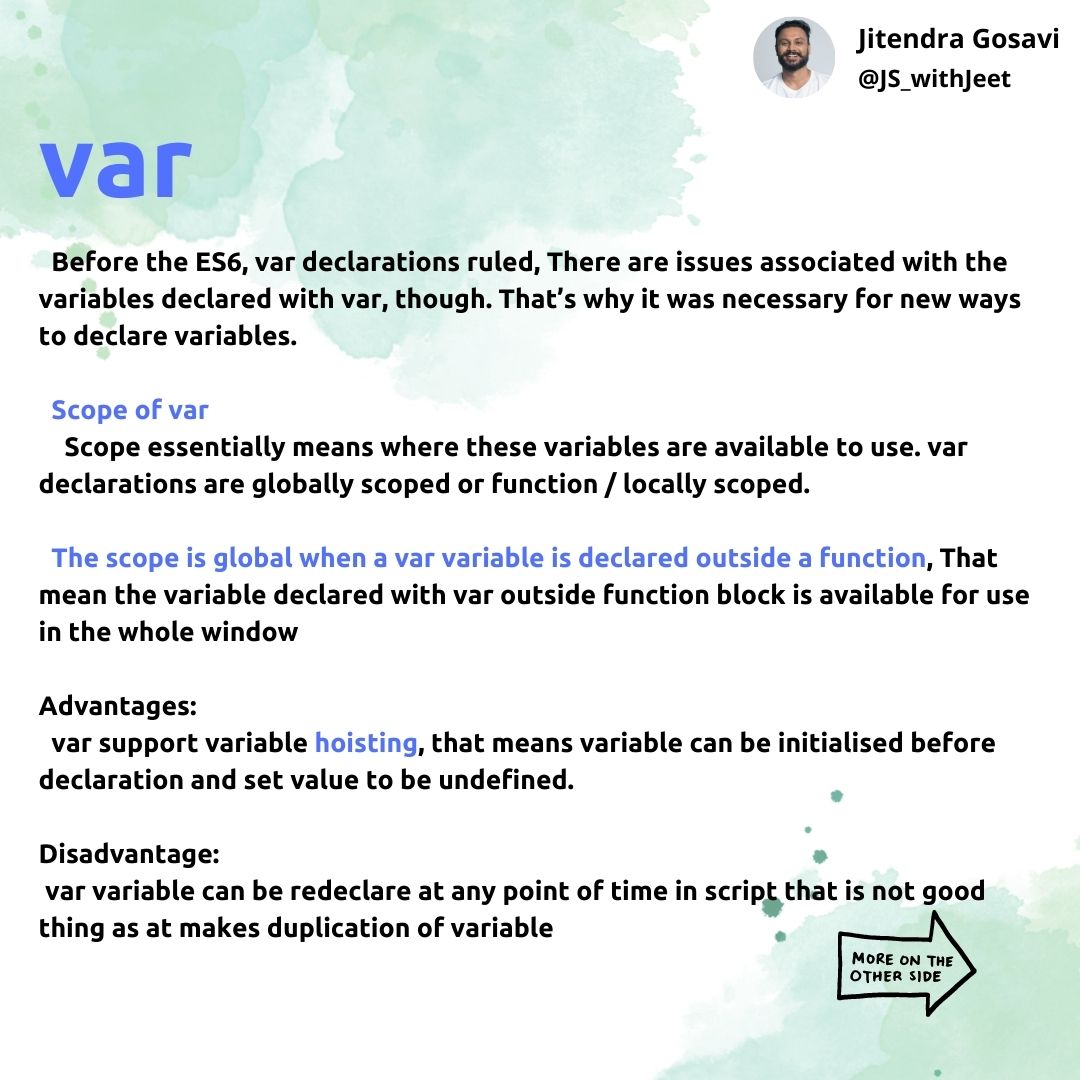 Jitendra Gosavi
@JS_withJeet
var
Before the ES6, var declarations ruled, There are issues associated with the
variables declared with var, though. That’s why it was necessary for new ways
to declare variables.
Scope of var
Scope essentially means where these variables are available to use. var
declarations are globally scoped or function / locally scoped.
The scope is global when a var variable is declared outside a function, That
mean the variable declared with var outside function block is available for use
in the whole window
Advantages:
var support variable hoisting, that means variable can be initialised before
declaration and set value to be undefined.
Disadvantage:
var variable can be redeclare at any point of time in script that is not good
thing as at makes duplication of variable
MORE ON THE
OTHER SIDE